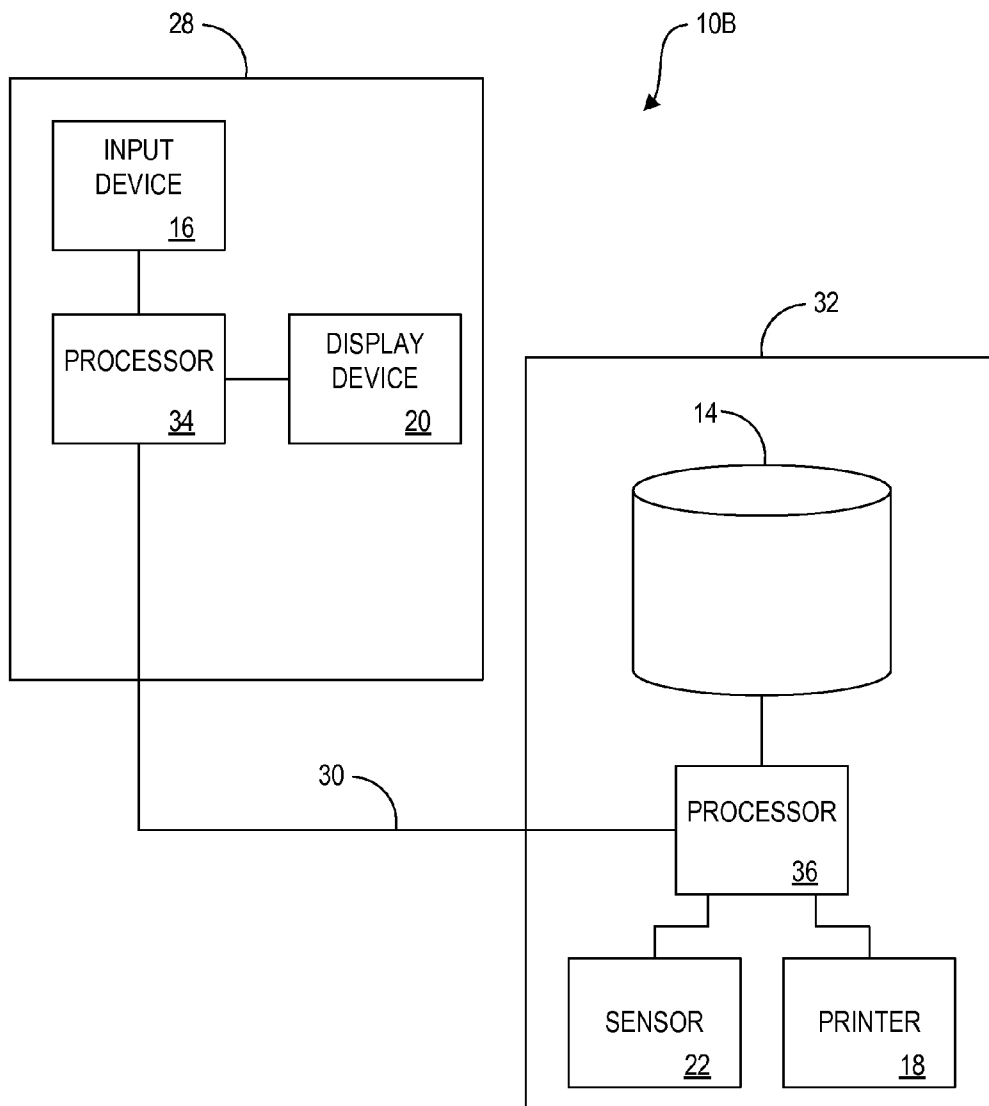 28
10B
INPUT
DEVICE
16
PROCESSOR
34
DISPLAY
DEVICE
20
32
14
30
PROCESSOR
36
SENSOR
22
PRINTER
18